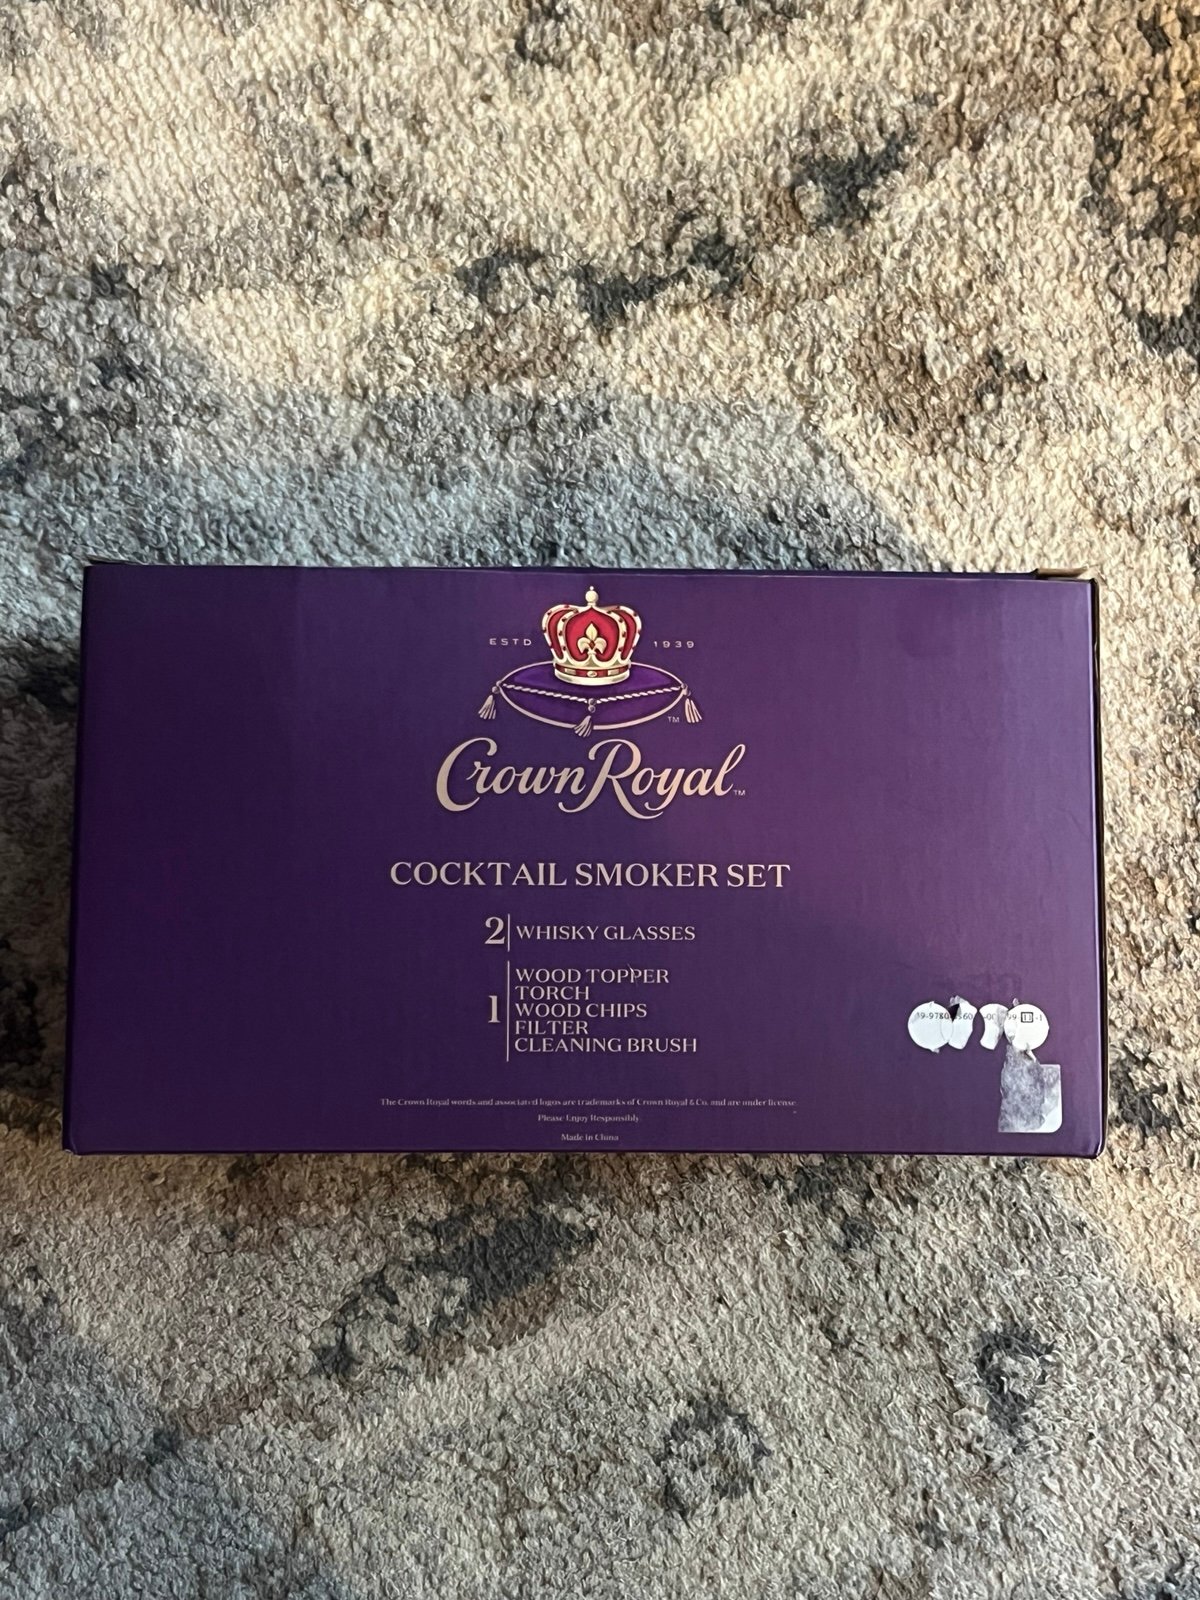 ESTD 1939
TM
Crown Royal™
COCKTAIL SMOKER SET
2 WHISKY GLASSES
1 WOOD TOPPER
TORCH
WOOD CHIPS
FILTER
CLEANING BRUSH
The Crown Royal words and associated logos are trademarks of Crown Royal & Co. and are under license.
Please Enjoy Responsibly
Made in China